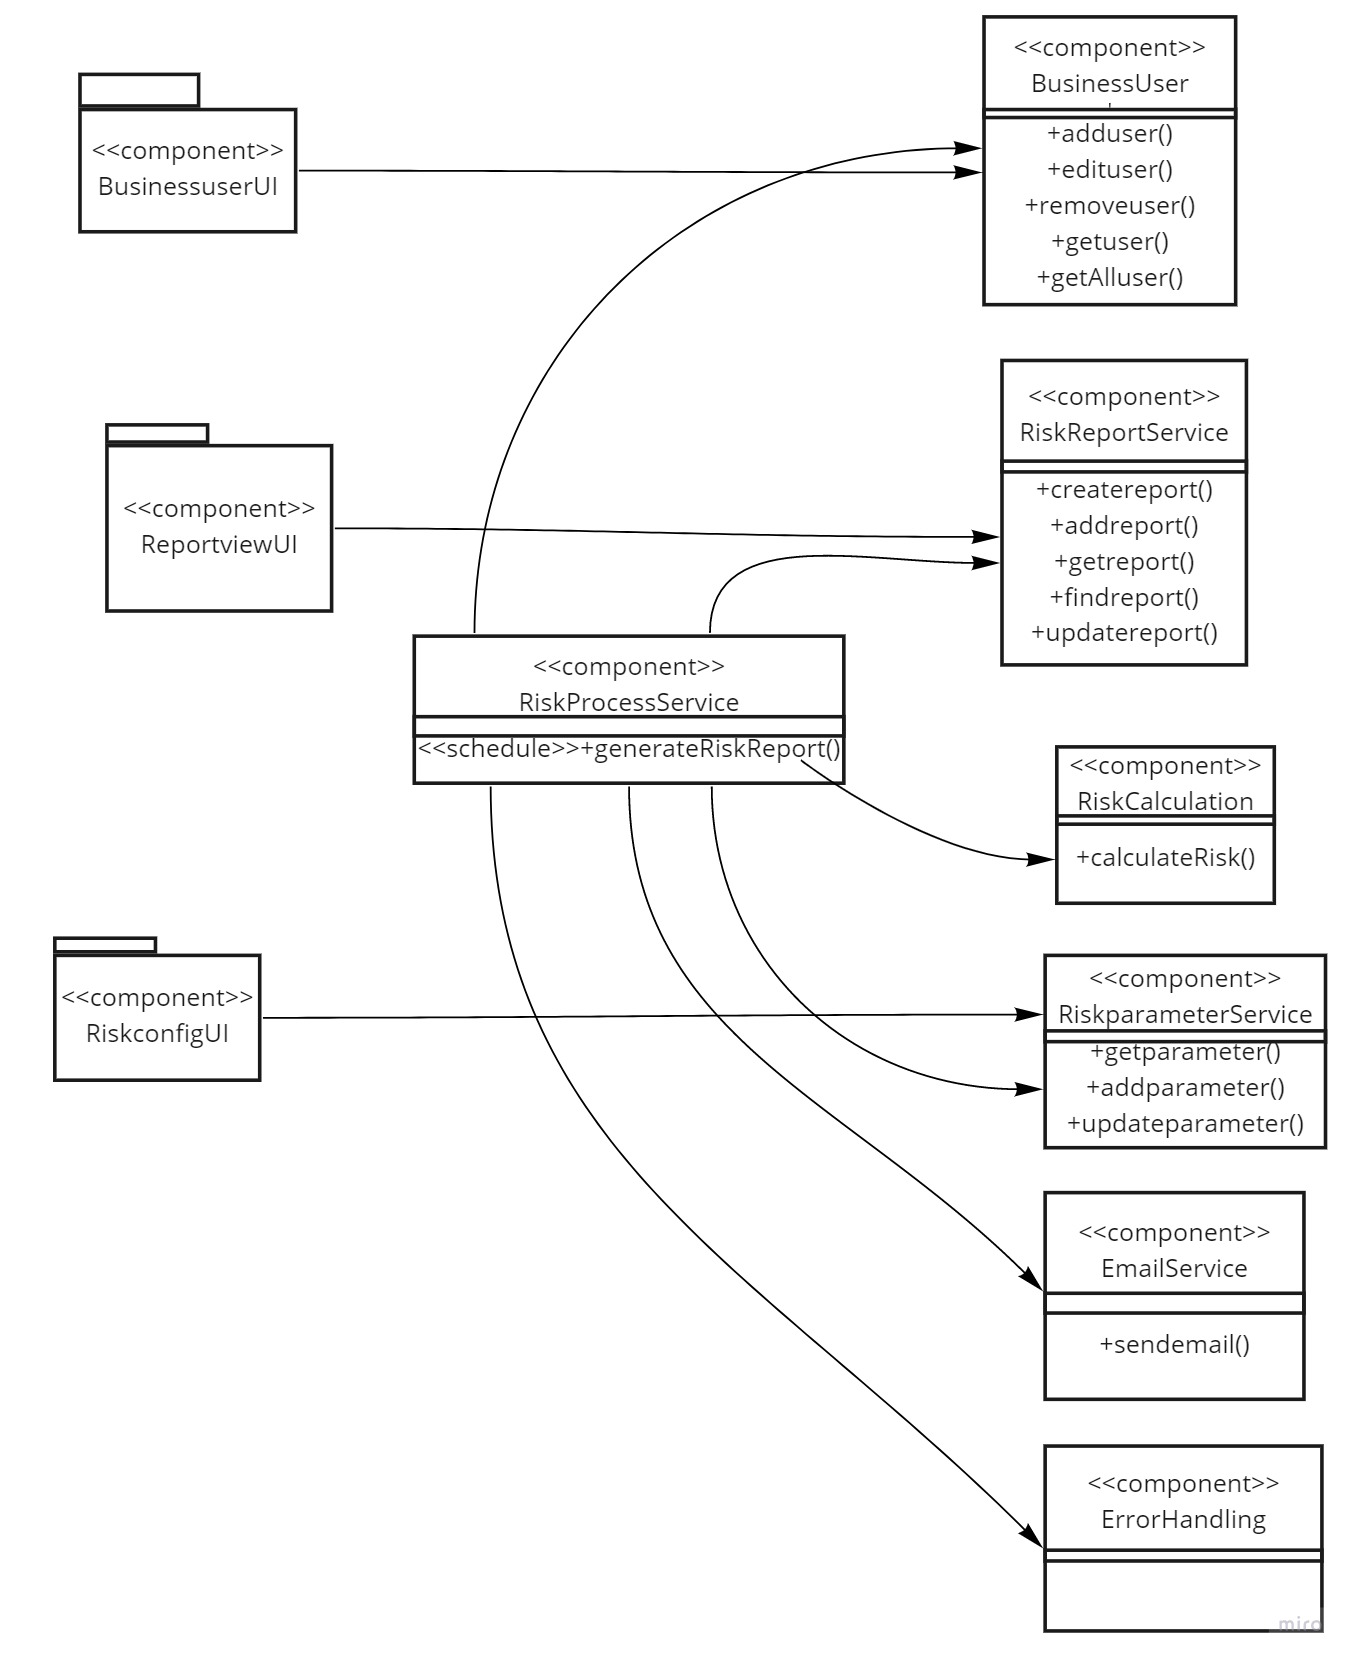 <<component>>
BusinessUser
+adduser()
+edituser()
+removeuser()
+getuser()
+getAlluser()
<<component>>
BusinessuserUI
<<component>>
RiskReportService
+createreport()
+addreport()
+getreport()
+findreport()
+updatereport()
<<component>>
ReportviewUI
<<component>>
RiskProcessService
<<schedule>>+generateRiskReport()
<<component>>
RiskCalculation
+calculateRisk()
<<component>>
RiskconfigUI
<<component>>
RiskparameterService
+getparameter()
+addparameter()
+updateparameter()
<<component>>
EmailService
+sendemail()
<<component>>
ErrorHandling
miro